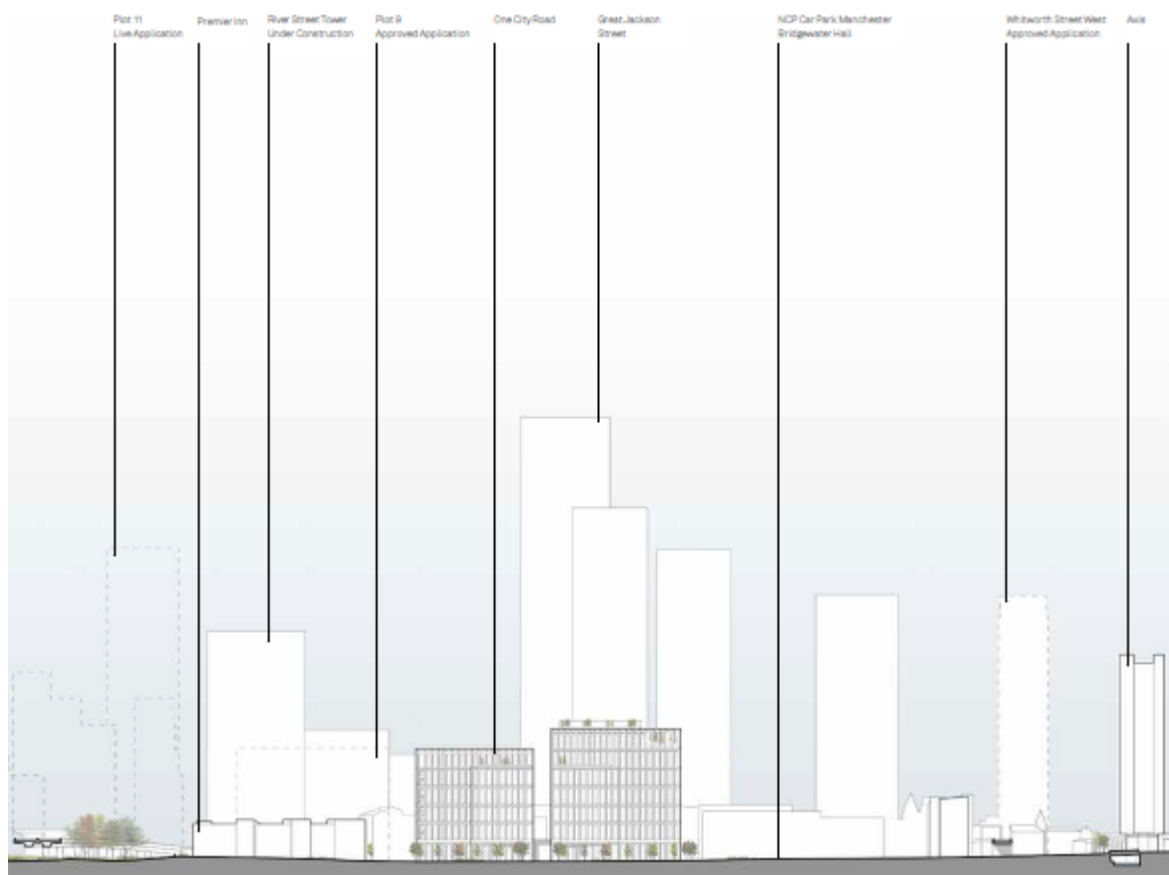 Plot 11
Live Application
Premier Inn
River Street Tower
Under Construction
Plot 9
Approved Application
One City Road
Great Jackson
Street
NCP Car Park Manchester
Bridgewater Hall
Whitworth Street West
Approved Application
Axis